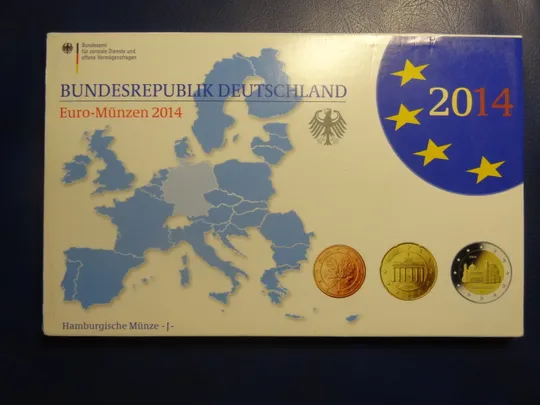 Bundesamt
für zentrale Dienste und
offene Vermögensfragen
BUNDESREPUBLIK DEUTSCHLAND
Euro-Münzen 2014
2014
Hamburgische Münze -J-